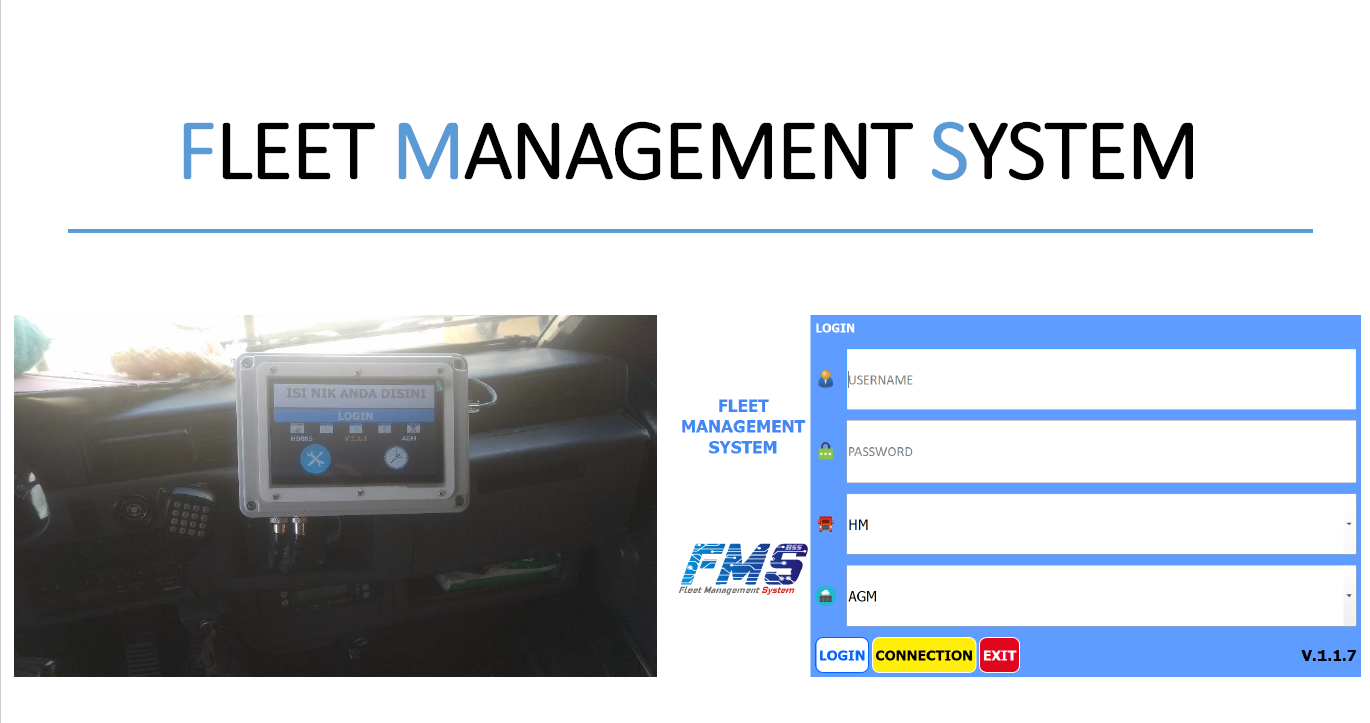 FLEET MANAGEMENT SYSTEM
ISI NIK ANDA DISINI
LOGIN
HD885 V.1.1.3 AGM
FLEET
MANAGEMENT
SYSTEM
FMS BSS
Fleet Management System
LOGIN
USERNAME
PASSWORD
HM
AGM
LOGIN CONNECTION EXIT V.1.1.7